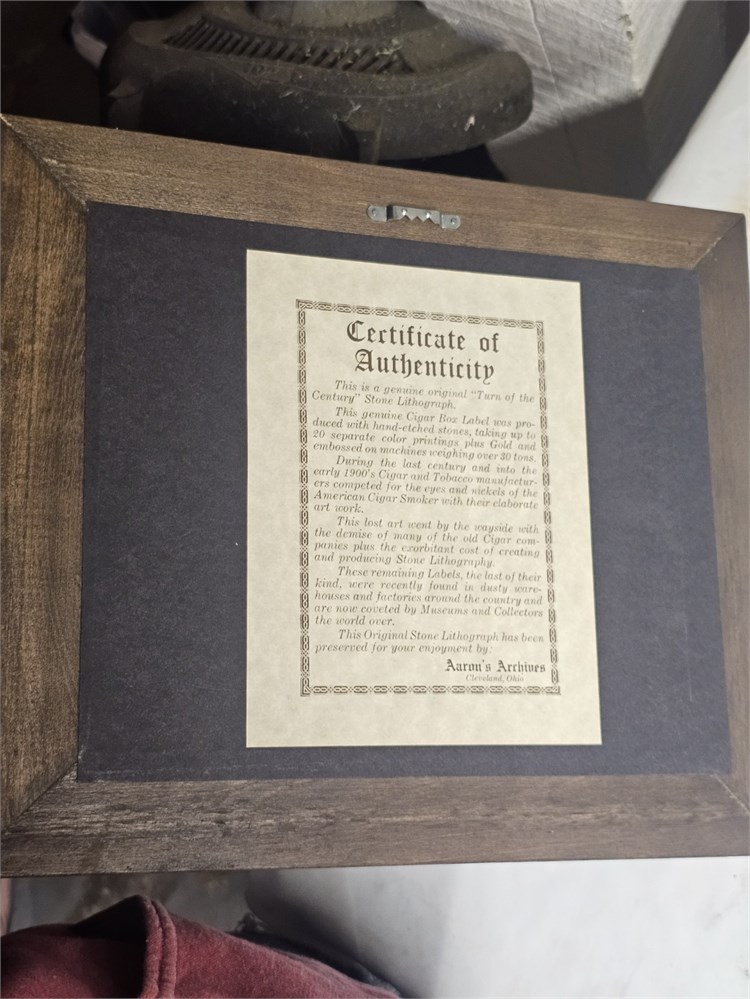 Certificate of
Authenticity
This is a genuine original "Turn of the
Century" Stone Lithograph.
This genuine Cigar Box Label was pro-
duced with hand-etched stones, taking up to
20 separate color printings plus Gold and
embossed on machines weighing over 30 tons.
During the last century and into the
early 1900's Cigar and Tobacco manufactur-
ers competed for the eyes and nickels of the
American Cigar Smoker with their elaborate
art work.
This lost art went by the wayside with
the demise of many of the old Cigar com-
panies plus the exorbitant cost of creating
and producing Stone Lithography.
These remaining Labels, the last of their
kind, were recently found in dusty ware-
houses and factories around the country and
are now coveted by Museums and Collectors
the world over.
This Original Stone Lithograph has been
preserved for your enjoyment by:
Aaron's Archives
Cleveland, Ohio